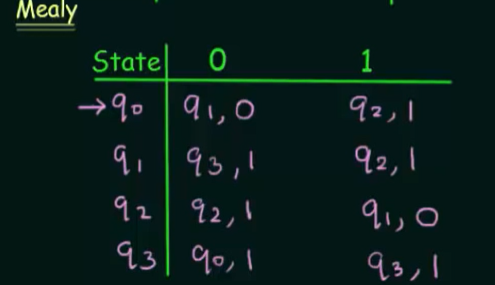 Mealy
State 0 1
→q0 q1,0 q2,1
q1 q3,1 q2,1
q2 q2,1 q1,0
q3 q0,1 q3,1